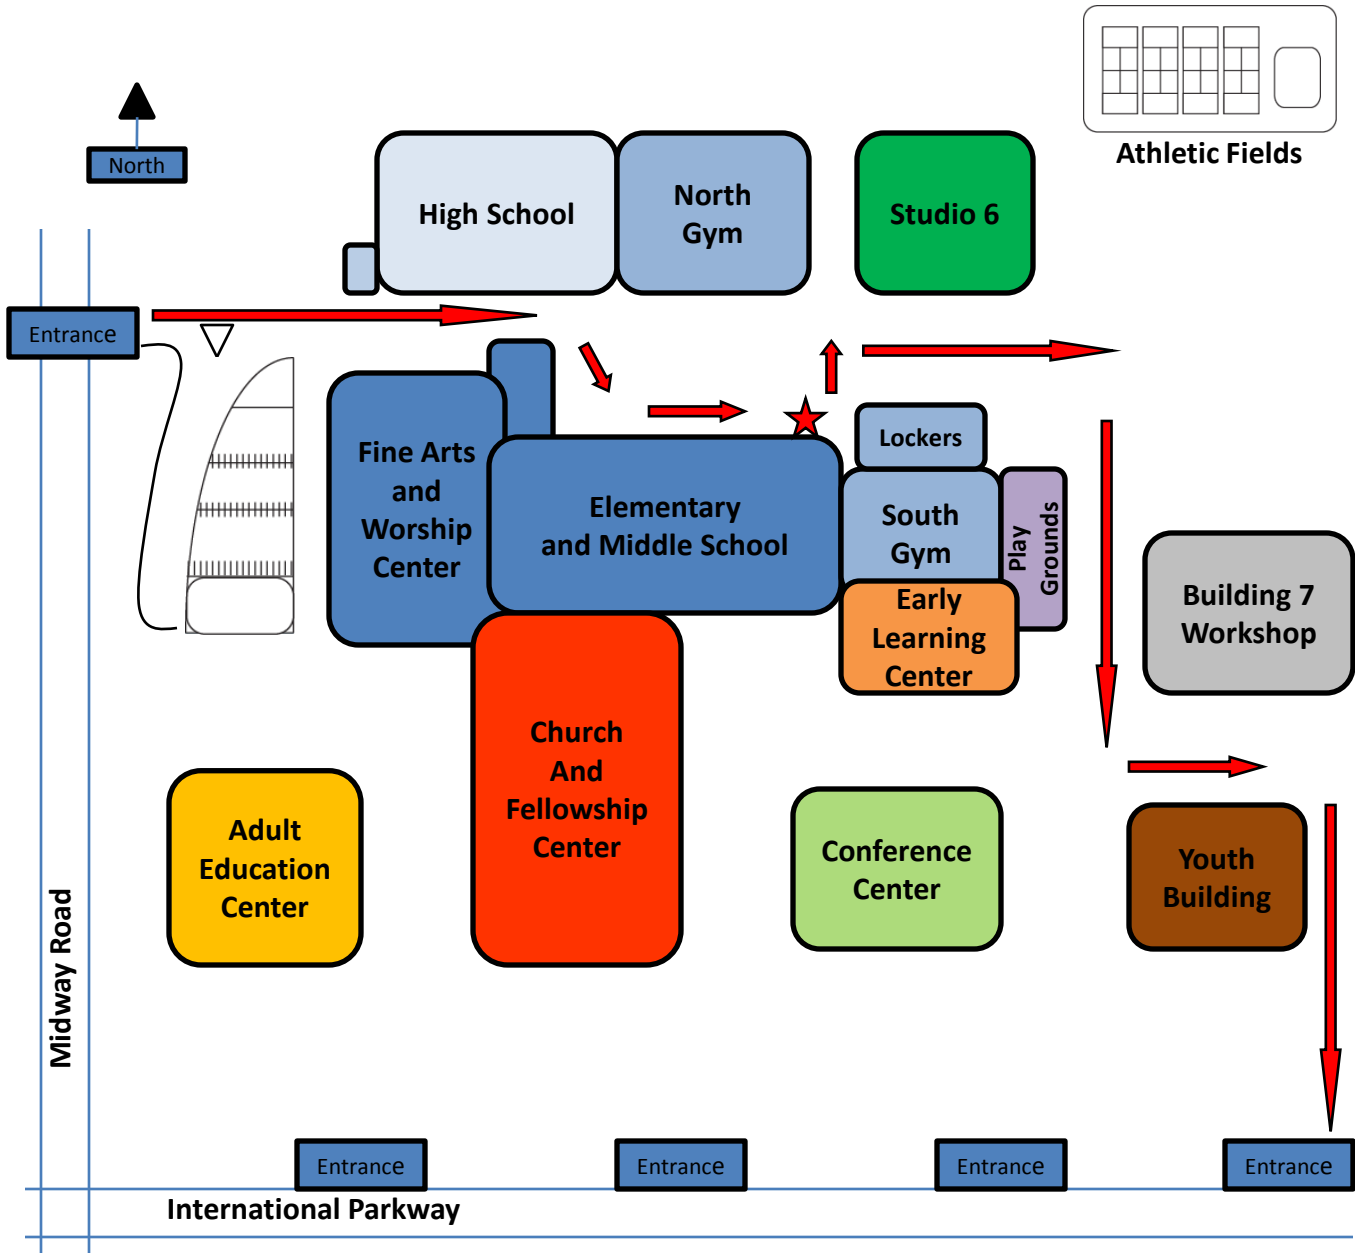 Athletic Fields
North
High School
North
Gym
Studio 6
Entrance
Lockers
Fine Arts
and
Worship
Center
Elementary
and Middle School
South
Gym
Play
Grounds
Early
Learning
Center
Building 7
Workshop
Church
And
Fellowship
Center
Adult
Education
Center
Conference
Center
Youth
Building
Midway Road
Entrance
Entrance
Entrance
Entrance
International Parkway